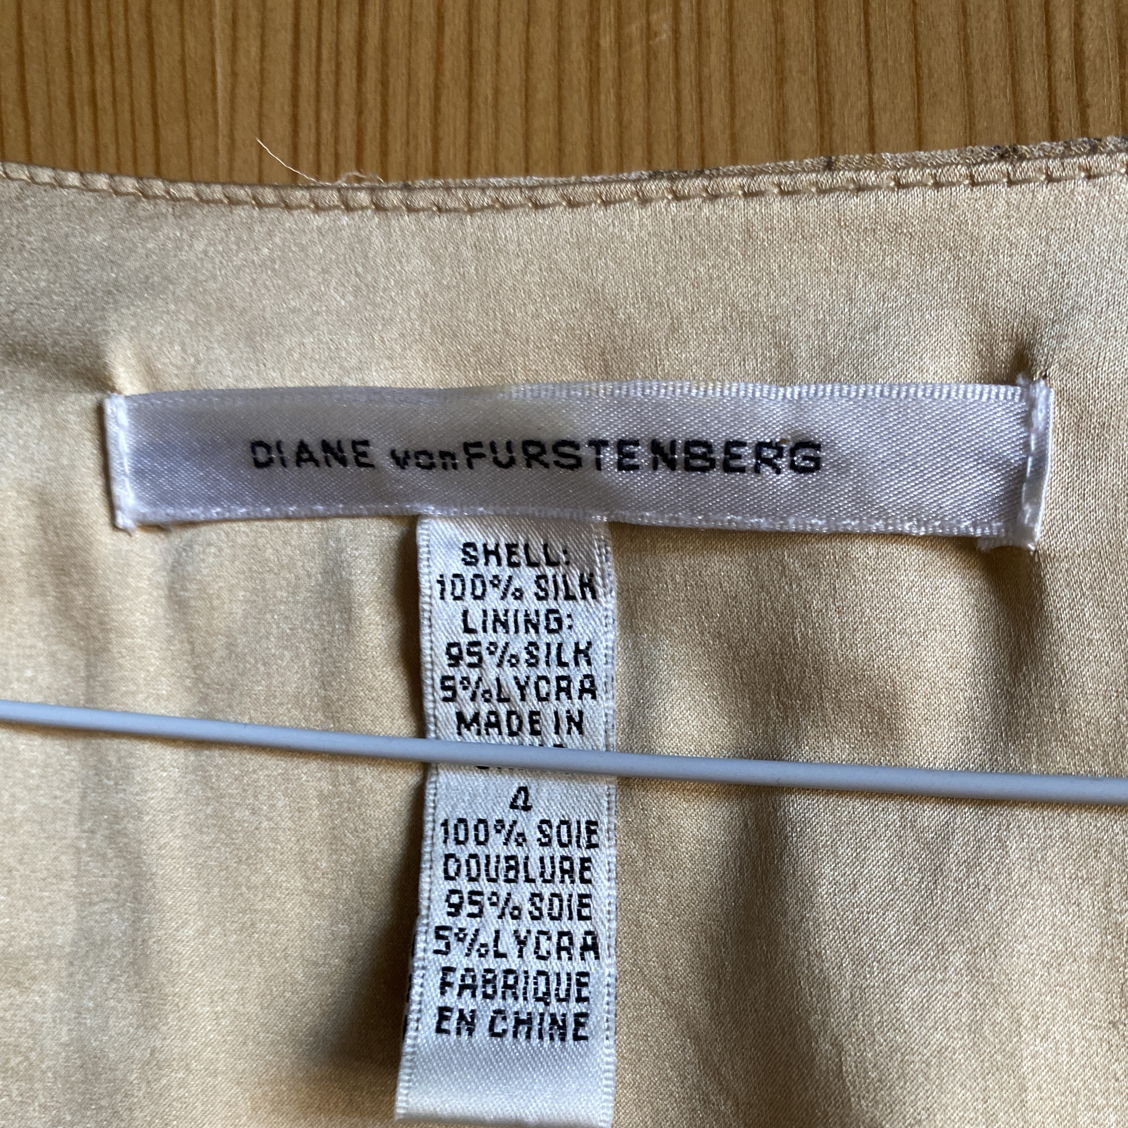 DIANE vonFURSTENBERG
SHELL:
100% SILK
LINING:
95% SILK
5% LYCRA
MADE IN
4
100% SOIE
DOUBLURE
95% SOIE
5% LYCRA
FABRIQUE
EN CHINE